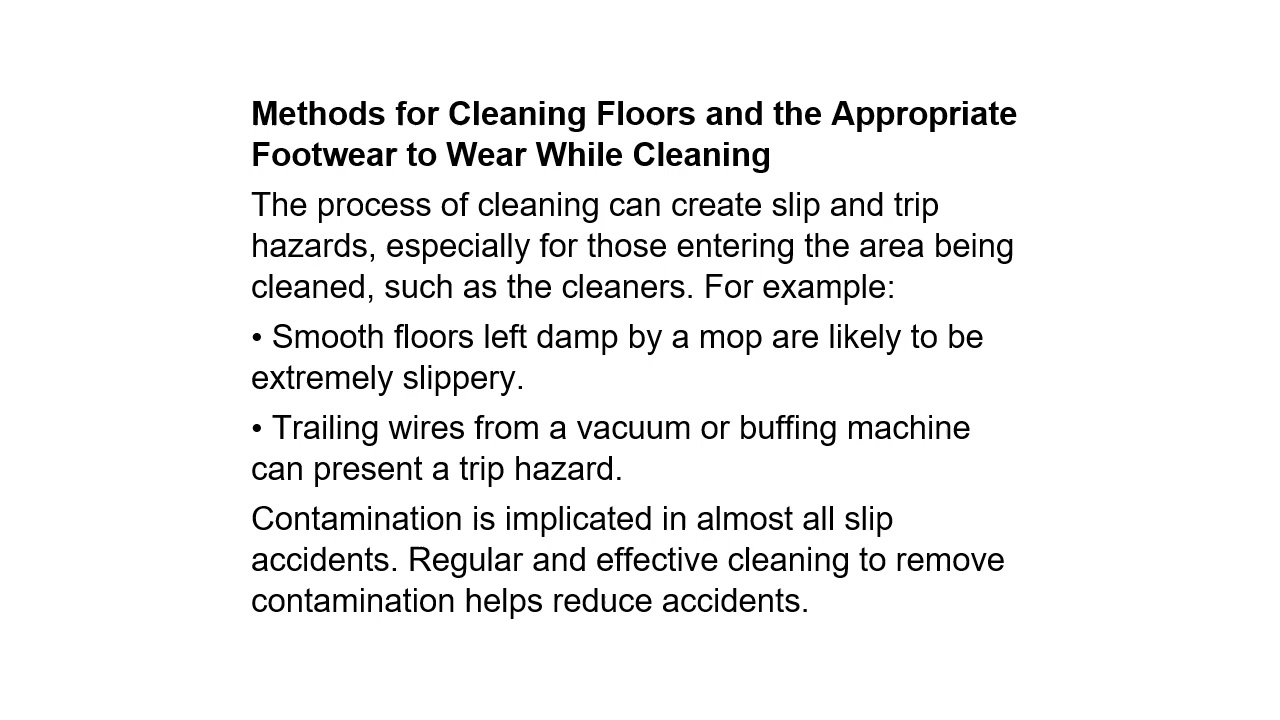 Methods for Cleaning Floors and the Appropriate
Footwear to Wear While Cleaning
The process of cleaning can create slip and trip
hazards, especially for those entering the area being
cleaned, such as the cleaners. For example:
• Smooth floors left damp by a mop are likely to be
extremely slippery.
• Trailing wires from a vacuum or buffing machine
can present a trip hazard.
Contamination is implicated in almost all slip
accidents. Regular and effective cleaning to remove
contamination helps reduce accidents.